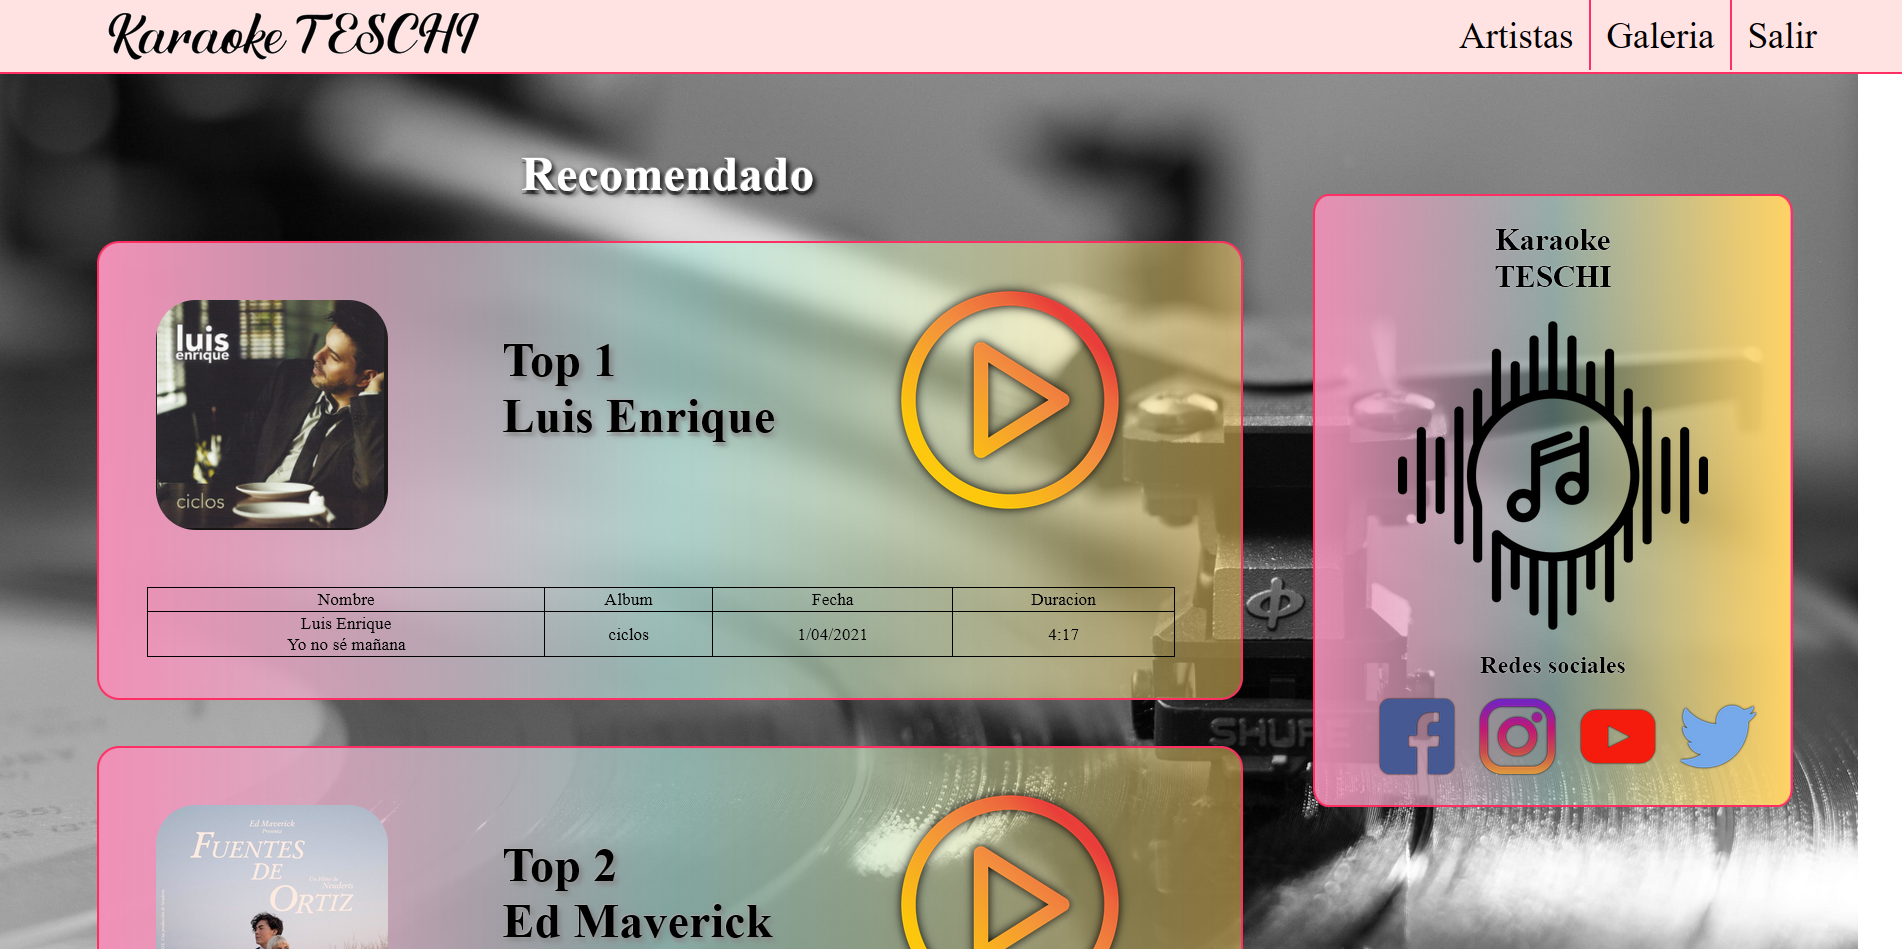 Karaoke TESCHI
Artistas
Galeria
Salir
Recomendado
luis
enrique
ciclos
Top 1
Luis Enrique
Nombre
Album
Fecha
Duracion
Luis Enrique
Yo no sé mañana
ciclos
1/04/2021
4:17
Ed Maverick
FUENTES
DE
ORTIZ
Top 2
Ed Maverick
Karaoke
TESCHI
Redes sociales
SHURE